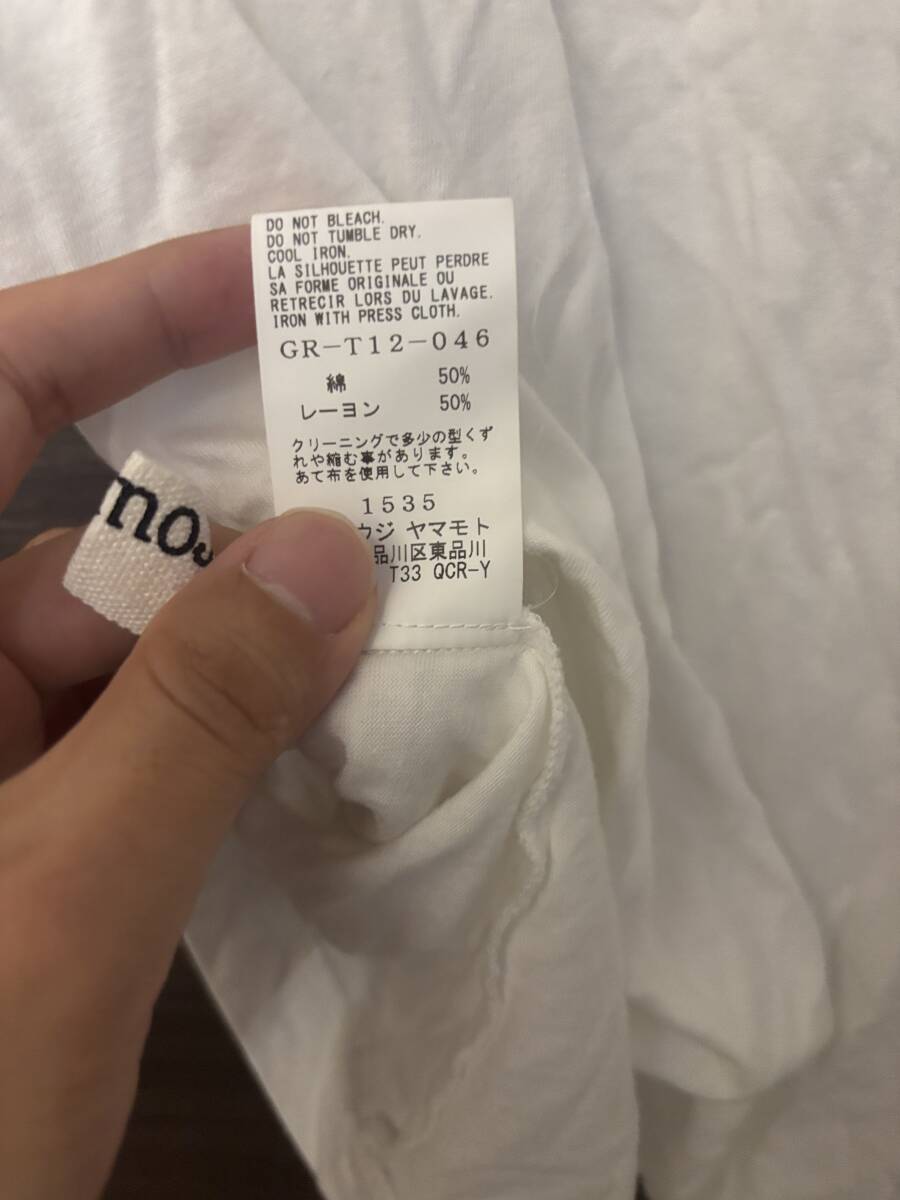 DO NOT BLEACH.
DO NOT TUMBLE DRY.
COOL IRON.
LA SILHOUETTE PEUT PERDRE
SA FORME ORIGINALE OU
RETRECIR LORS DU LAVAGE.
IRON WITH PRESS CLOTH.
GR-T12-046
綿 50%
レーヨン 50%
クリーニングで多少の型くず
れや縮む事があります。
あて布を使用して下さい。
1535
ウジ ヤマモト
品川区東品川
T33 QCR-Y
mo